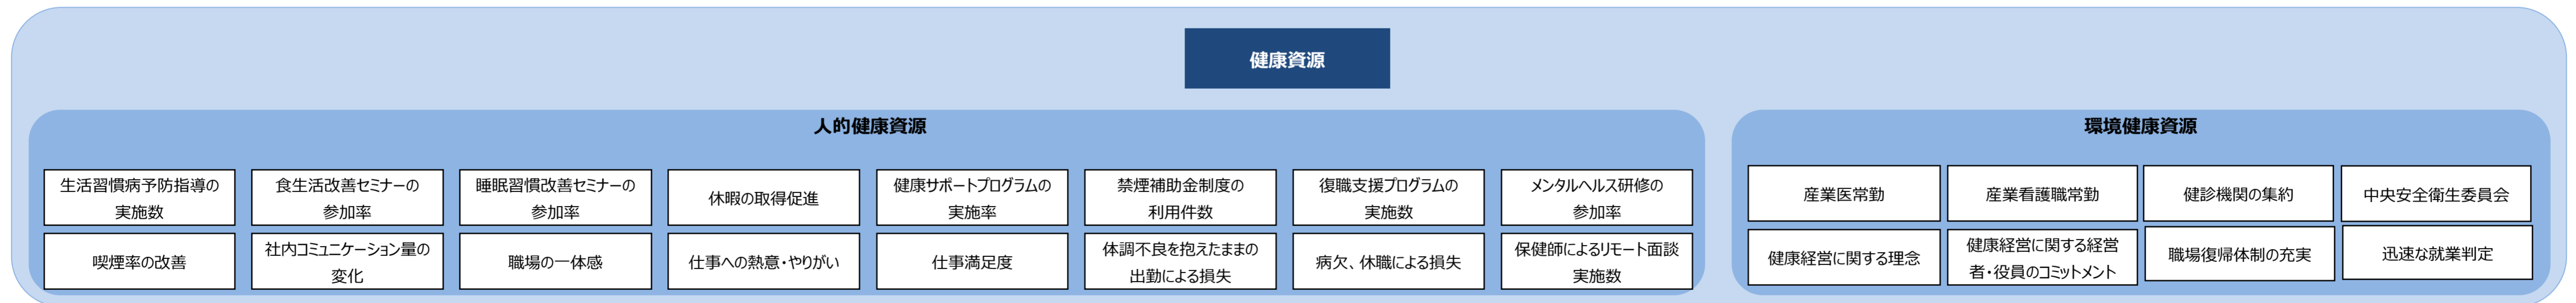 健康資源
人的健康資源
生活習慣病予防指導の
実施数
食生活改善セミナーの
参加率
睡眠習慣改善セミナーの
参加率
休暇の取得促進
健康サポートプログラムの
実施率
禁煙補助金制度の
利用件数
復職支援プログラムの
実施数
メンタルヘルス研修の
参加率
喫煙率の改善
社内コミュニケーション量の
変化
職場の一体感
仕事への熱意・やりがい
仕事満足度
体調不良を抱えたままの
出勤による損失
病欠、休職による損失
保健師によるリモート面談
実施数
環境健康資源
産業医常勤
産業看護職常勤
健診機関の集約
中央安全衛生委員会
健康経営に関する理念
健康経営に関する経営
者・役員のコミットメント
職場復帰体制の充実
迅速な就業判定